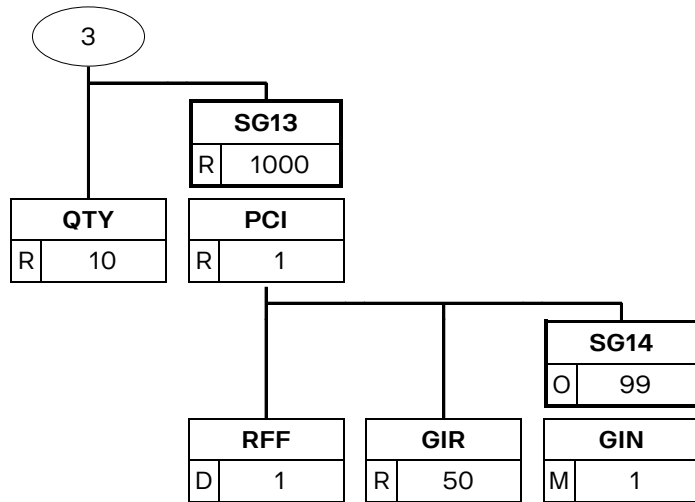 3
SG13
R 1000
QTY PCI
R 10 R 1
SG14
O 99
RFF GIR GIN
D 1 R 50 M 1